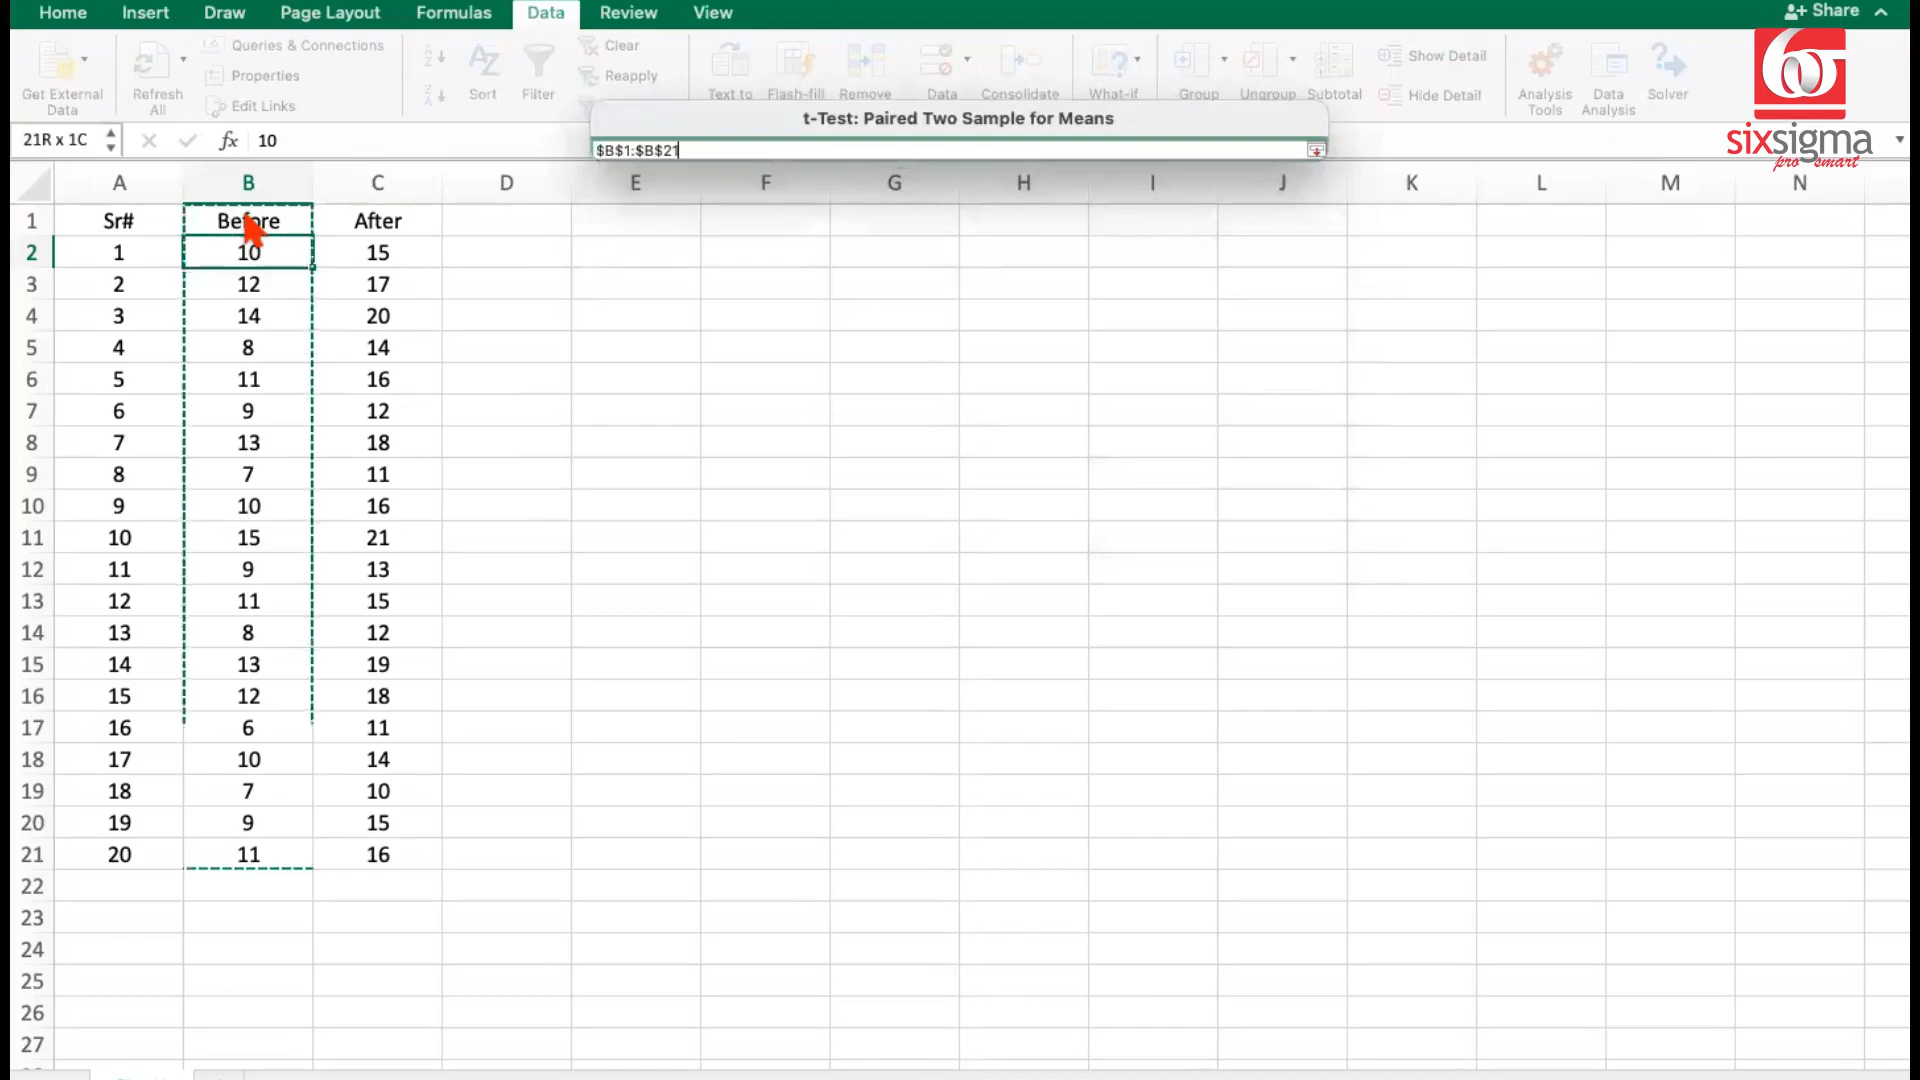 Home Insert Draw Page Layout Formulas Data Review View Share
Queries & Connections
Properties
Edit Links
Get External Data
Refresh All
Sort
Filter
Clear
Reapply
Text to
Flash-fill
Remove
Data
Consolidate
What-if
Group
Ungroup
Subtotal
Show Detail
Hide Detail
Analysis Tools
Data Analysis
Solver
sixsigma
pro smart
t-Test: Paired Two Sample for Means
$B$1:$B$21
21R x 1C fx 10
A B C D E F G H I J K L M N
1 Sr# Before After
2 1 10 15
3 2 12 17
4 3 14 20
5 4 8 14
6 5 11 16
7 6 9 12
8 7 13 18
9 8 7 11
10 9 10 16
11 10 15 21
12 11 9 13
13 12 11 15
14 13 8 12
15 14 13 19
16 15 12 18
17 16 6 11
18 17 10 14
19 18 7 10
20 19 9 15
21 20 11 16
22
23
24
25
26
27